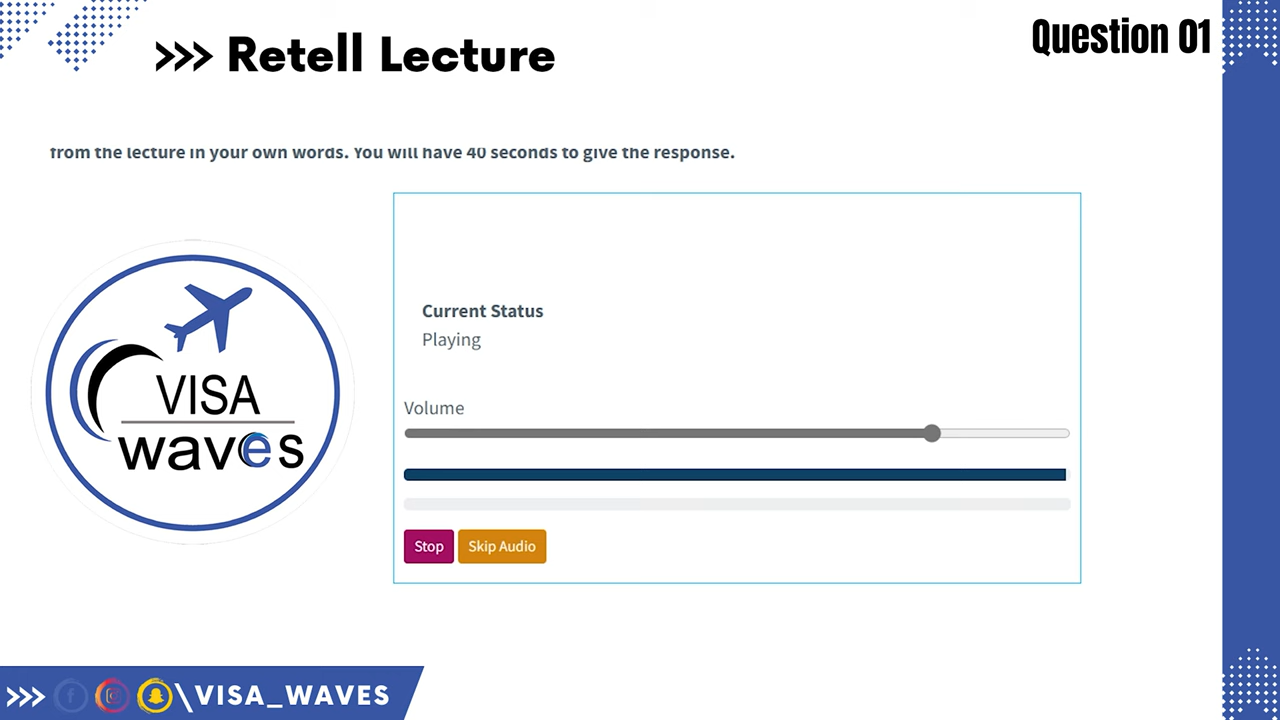 >>> Retell Lecture
Question 01
from the lecture in your own words. You will have 40 seconds to give the response.
VISA
waves
Current Status
Playing
Volume
Stop
Skip Audio
>>> \VISA_WAVES